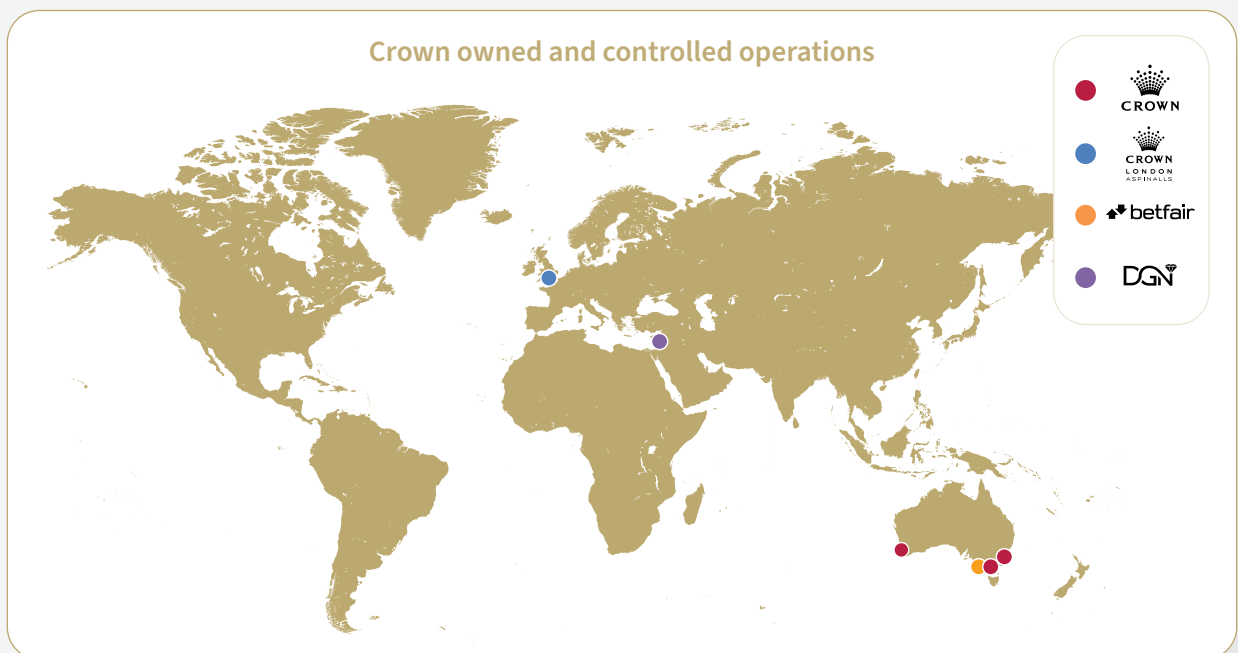 Crown owned and controlled operations
CROWN
CROWN
LONDON
ASPINALLS
betfair
DGN